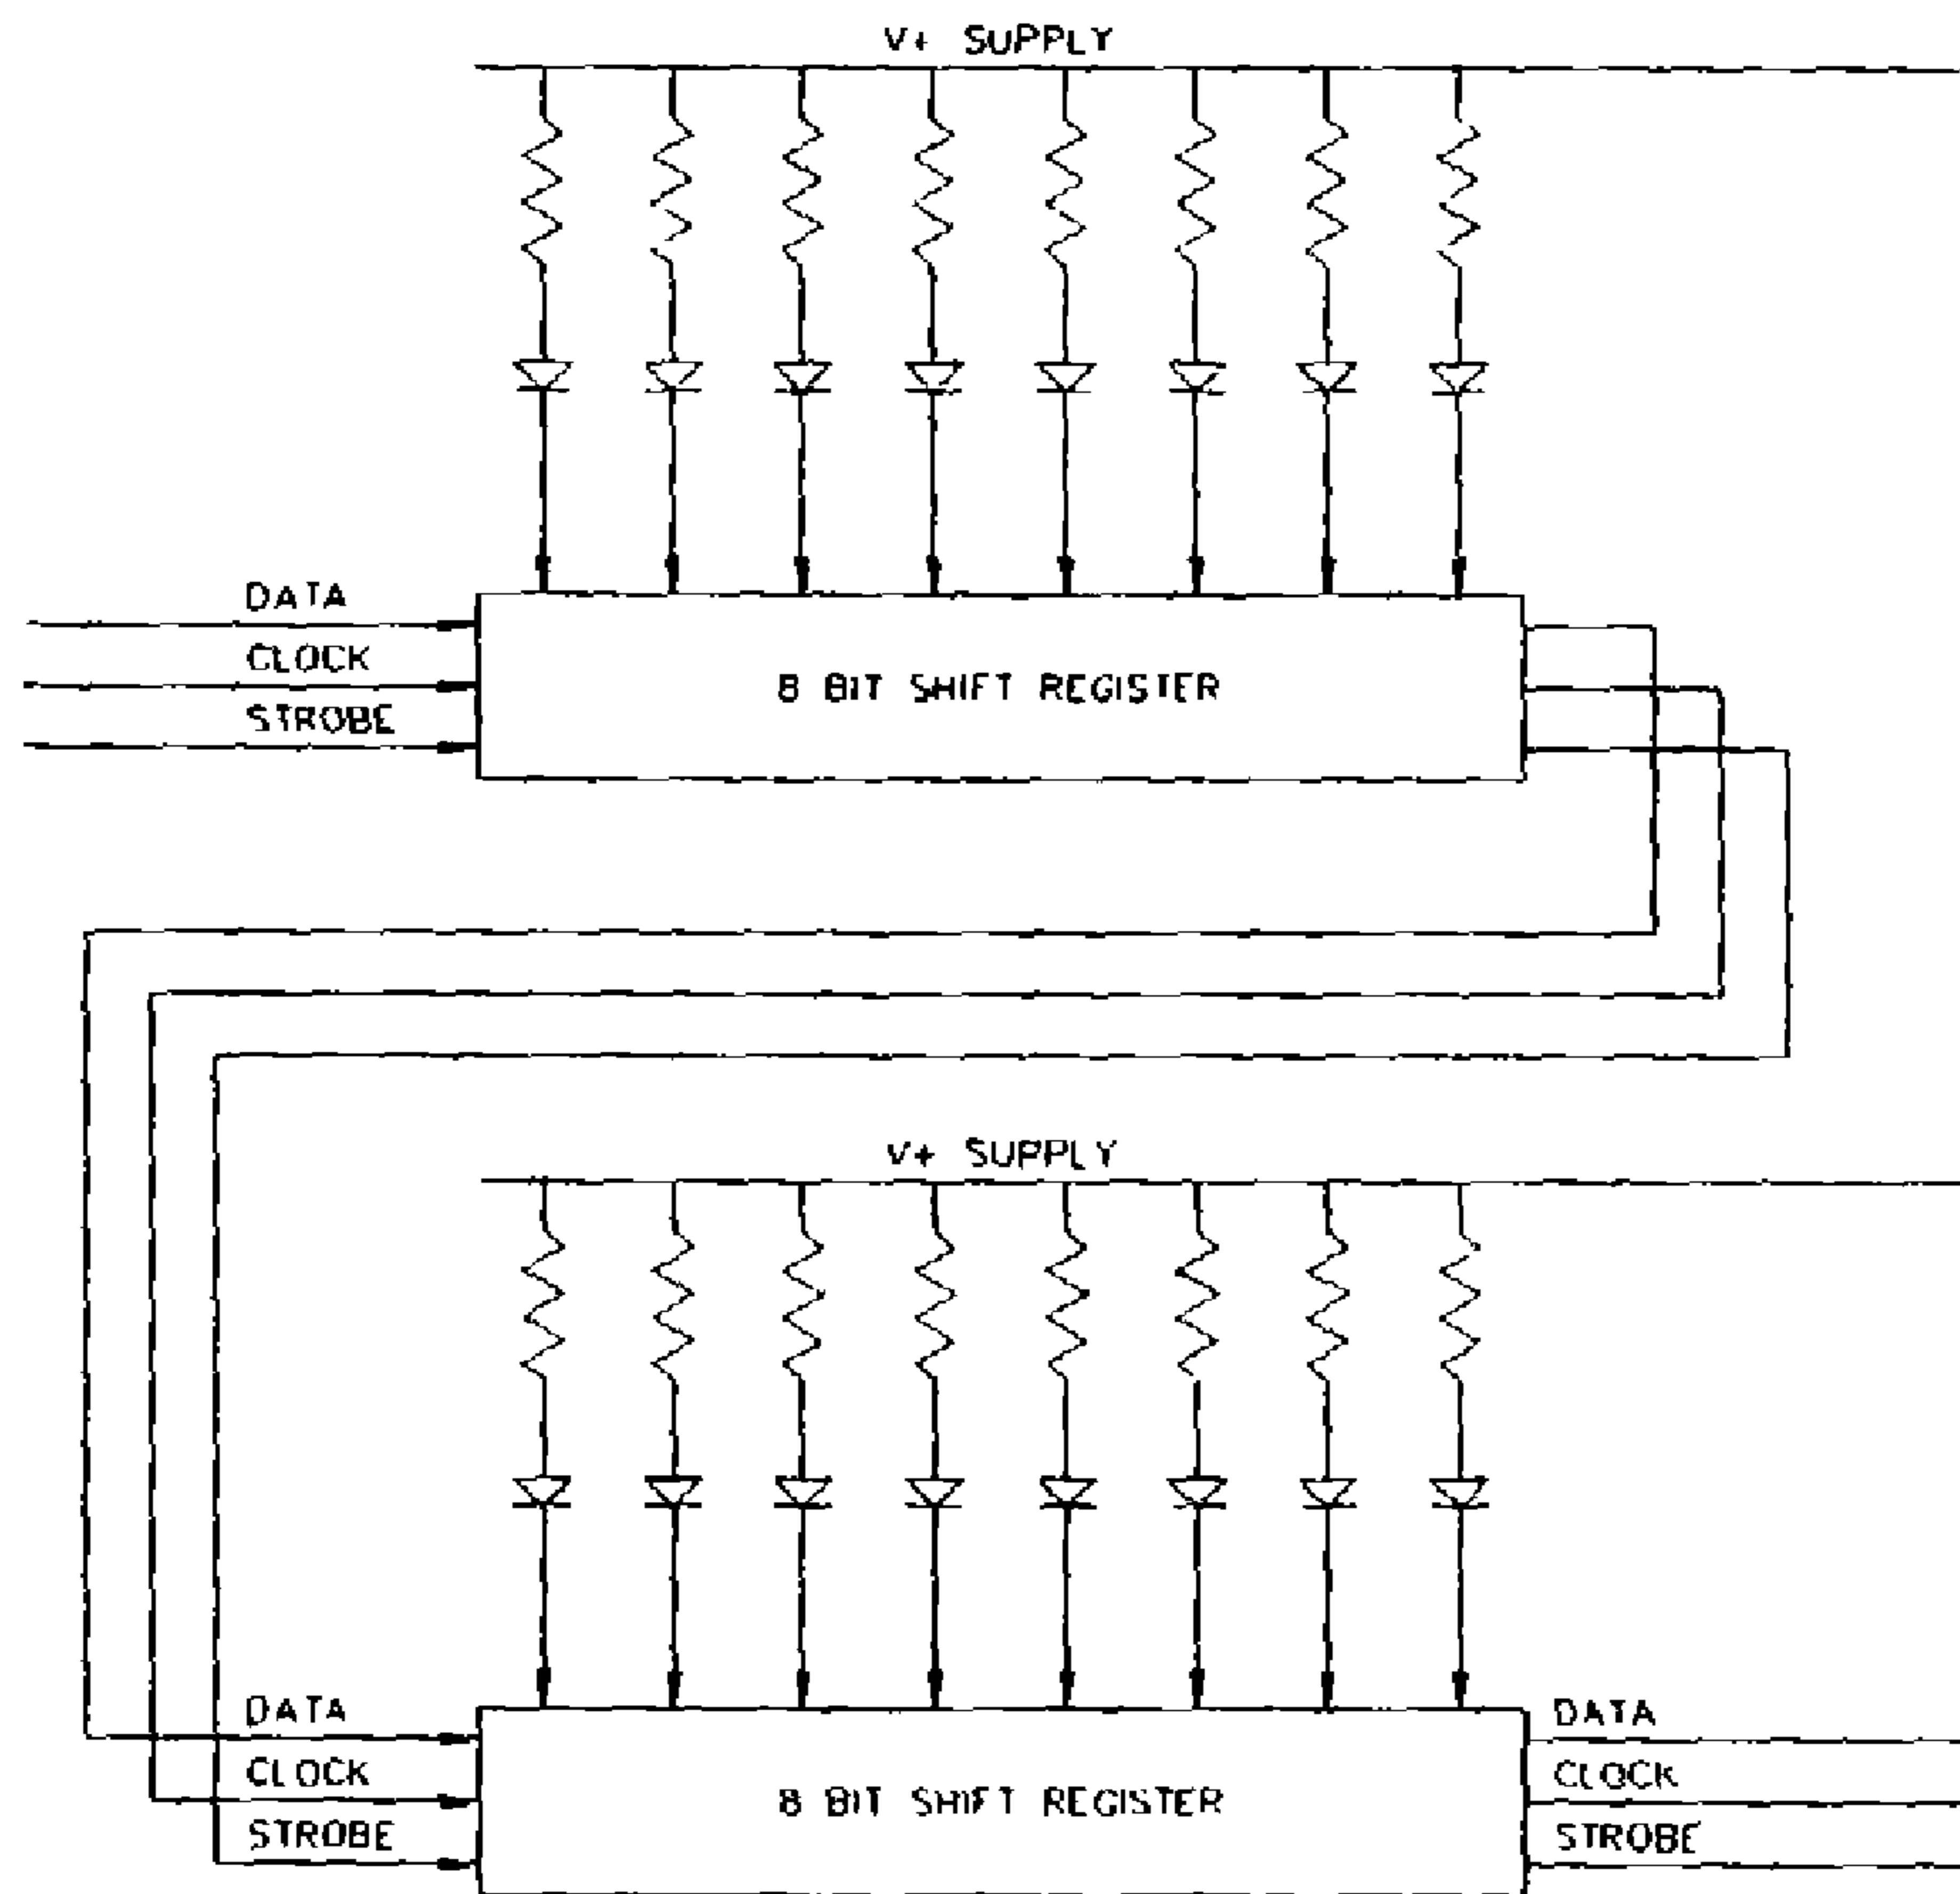 V+ SUPPLY
DATA
CLOCK
STROBE
8 BIT SHIFT REGISTER
V+ SUPPLY
DATA
CLOCK
STROBE
8 BIT SHIFT REGISTER
DATA
CLOCK
STROBE